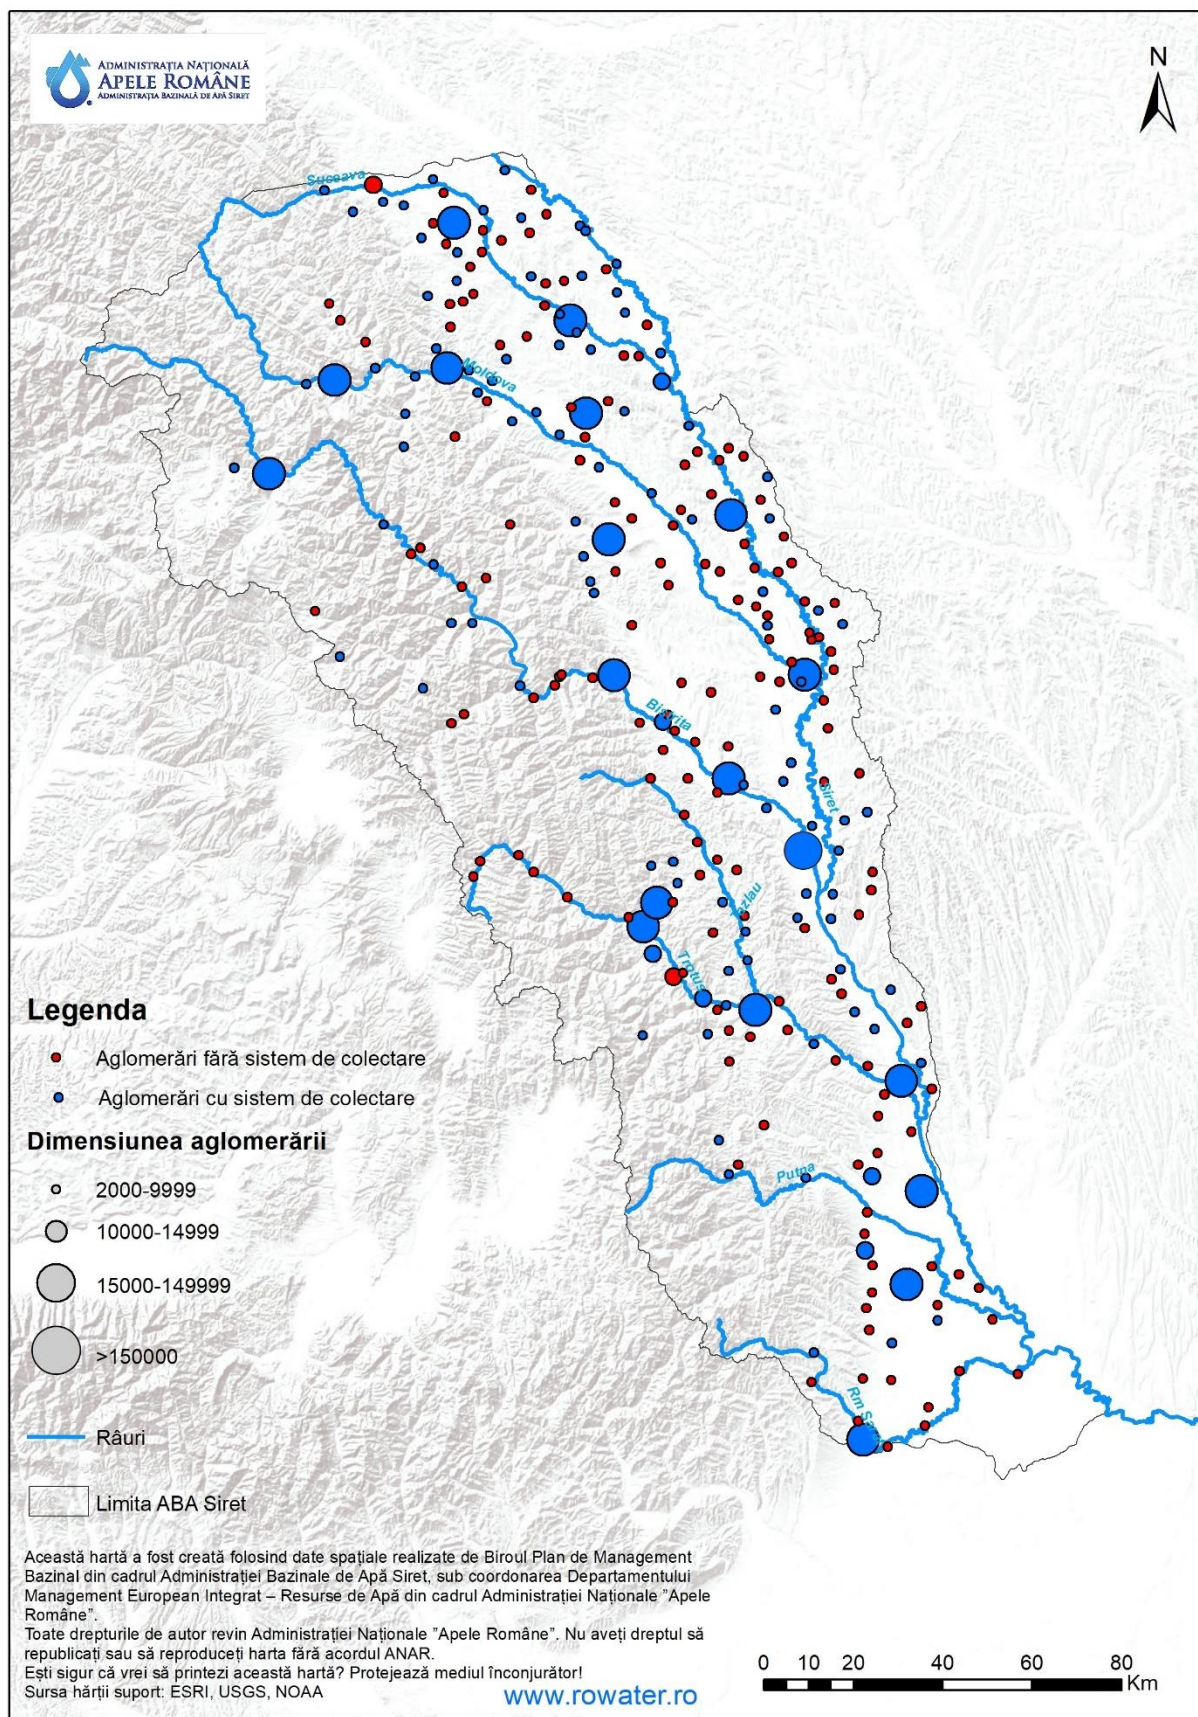 ADMINISTRAȚIA NAȚIONALĂ
APELE ROMÂNE
ADMINISTRAȚIA BAZINALĂ DE APĂ SIRET
N
Suceava
Moldova
Bistrita
Siret
Tazlau
Trotus
Putna
Legenda
Aglomerări fără sistem de colectare
Aglomerări cu sistem de colectare
Dimensiunea aglomerării
2000-9999
10000-14999
15000-149999
>150000
Râuri
Limita ABA Siret
Rm Sarat
Această hartă a fost creată folosind date spațiale realizate de Biroul Plan de Management
Bazinal din cadrul Administrației Bazinale de Apă Siret, sub coordonarea Departamentului
Management European Integrat – Resurse de Apă din cadrul Administrației Naționale ”Apele
Române”.
Toate drepturile de autor revin Administrației Naționale ”Apele Române”. Nu aveți dreptul să
republicați sau să reproduceți harta fără acordul ANAR.
Ești sigur că vrei să printezi această hartă? Protejează mediul înconjurător!
Sursa hărții suport: ESRI, USGS, NOAA
www.rowater.ro
0 10 20 40 60 80
Km